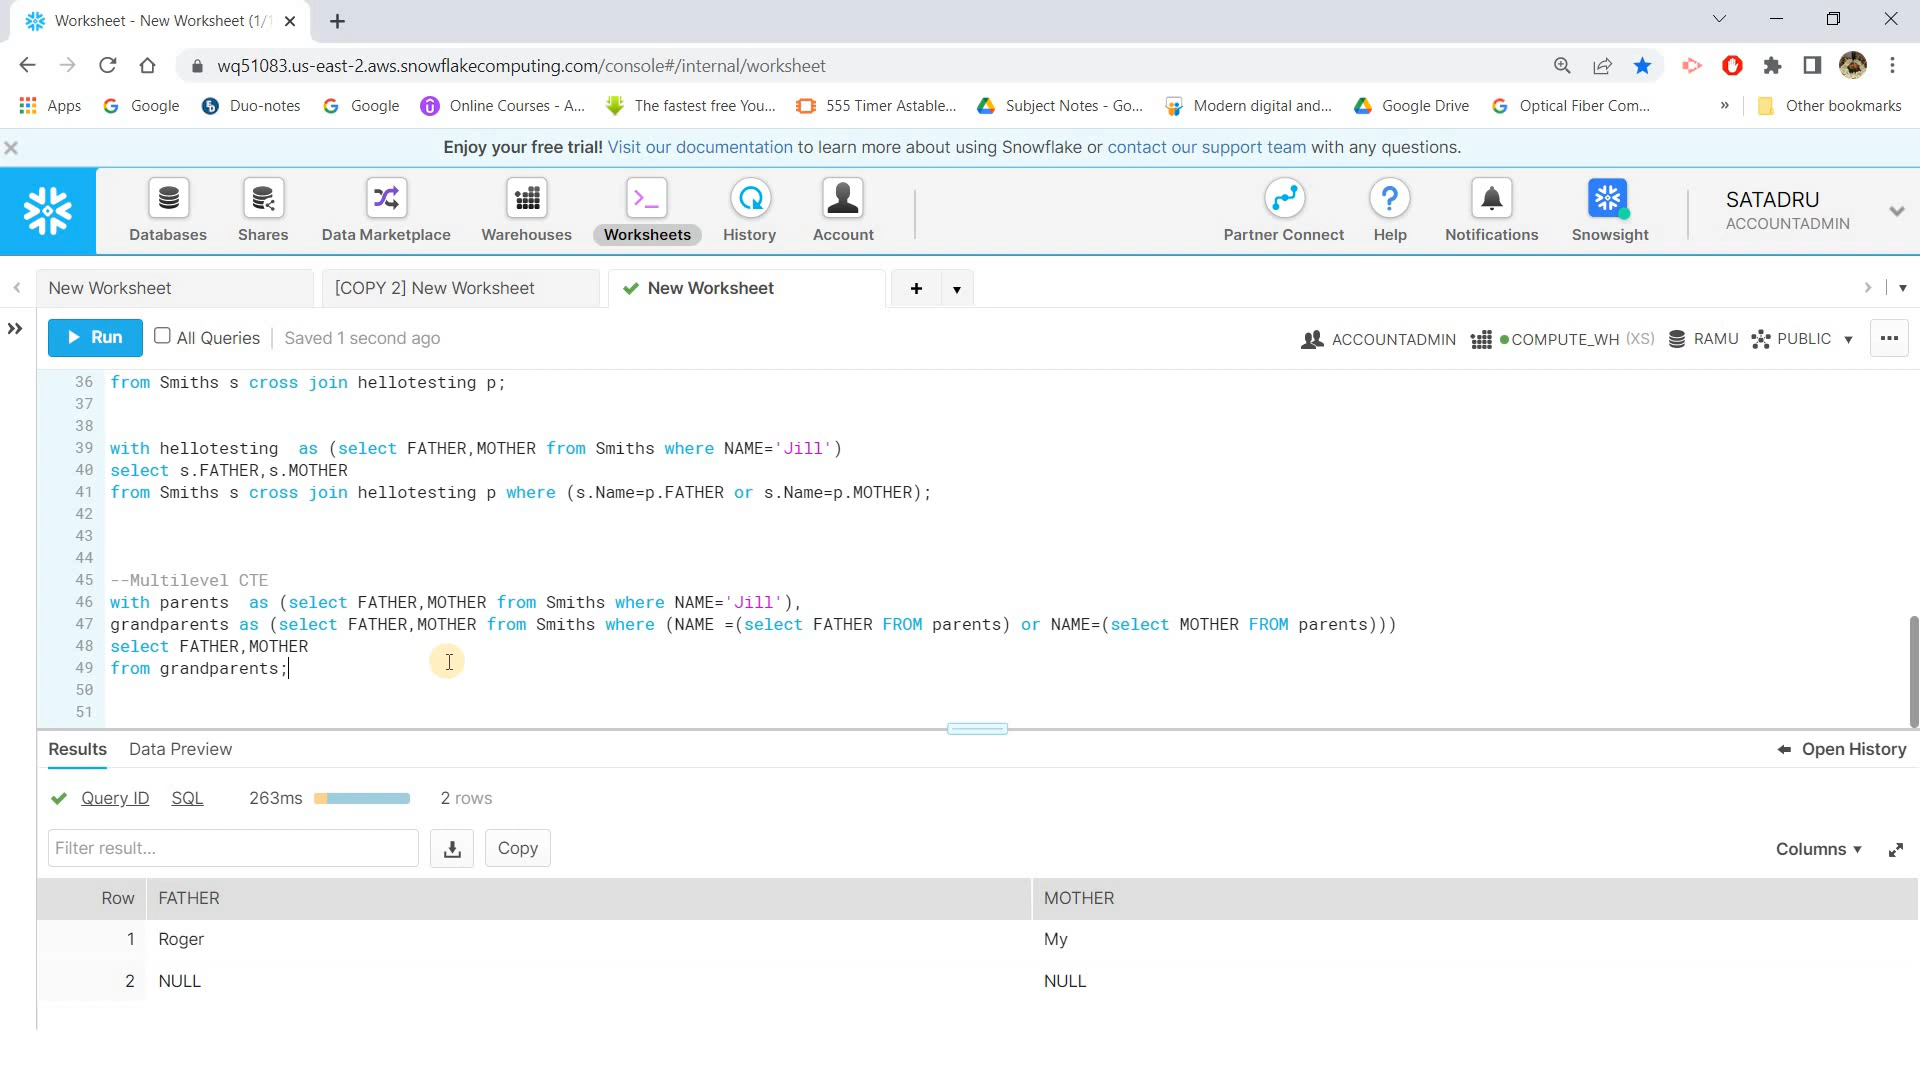 Worksheet - New Worksheet (1/1
wq51083.us-east-2.aws.snowflakecomputing.com/console#/internal/worksheet
Apps Google Duo-notes Google Online Courses - A... The fastest free You... 555 Timer Astable... Subject Notes - Go... Modern digital and... Google Drive Optical Fiber Com... » Other bookmarks
Enjoy your free trial! Visit our documentation to learn more about using Snowflake or contact our support team with any questions.
Databases Shares Data Marketplace Warehouses Worksheets History Account Partner Connect Help Notifications Snowsight
SATADRU
ACCOUNTADMIN
New Worksheet [COPY 2] New Worksheet New Worksheet
Run All Queries Saved 1 second ago ACCOUNTADMIN COMPUTE_WH (XS) RAMU PUBLIC
36 from Smiths s cross join hellotesting p;
37
38
39 with hellotesting  as (select FATHER,MOTHER from Smiths where NAME='Jill')
40 select s.FATHER,s.MOTHER
41 from Smiths s cross join hellotesting p where (s.Name=p.FATHER or s.Name=p.MOTHER);
42
43
44
45 --Multilevel CTE
46 with parents  as (select FATHER,MOTHER from Smiths where NAME='Jill'),
47 grandparents as (select FATHER,MOTHER from Smiths where (NAME =(select FATHER FROM parents) or NAME=(select MOTHER FROM parents)))
48 select FATHER,MOTHER
49 from grandparents;
50
51
Results Data Preview Open History
Query ID SQL 263ms 2 rows
Filter result... Copy Columns
Row FATHER MOTHER
1 Roger My
2 NULL NULL